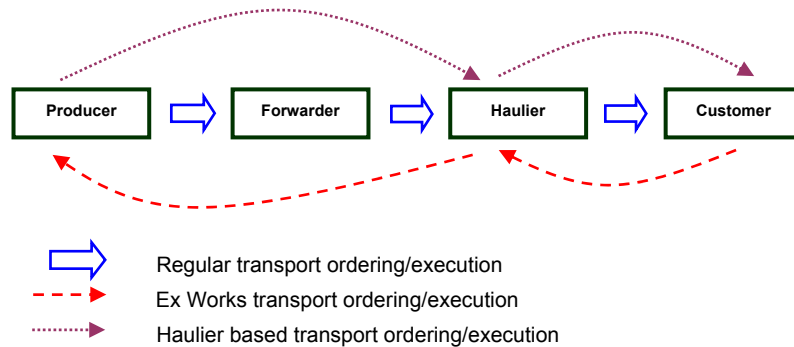 Producer
Forwarder
Haulier
Customer
Regular transport ordering/execution
Ex Works transport ordering/execution
Haulier based transport ordering/execution